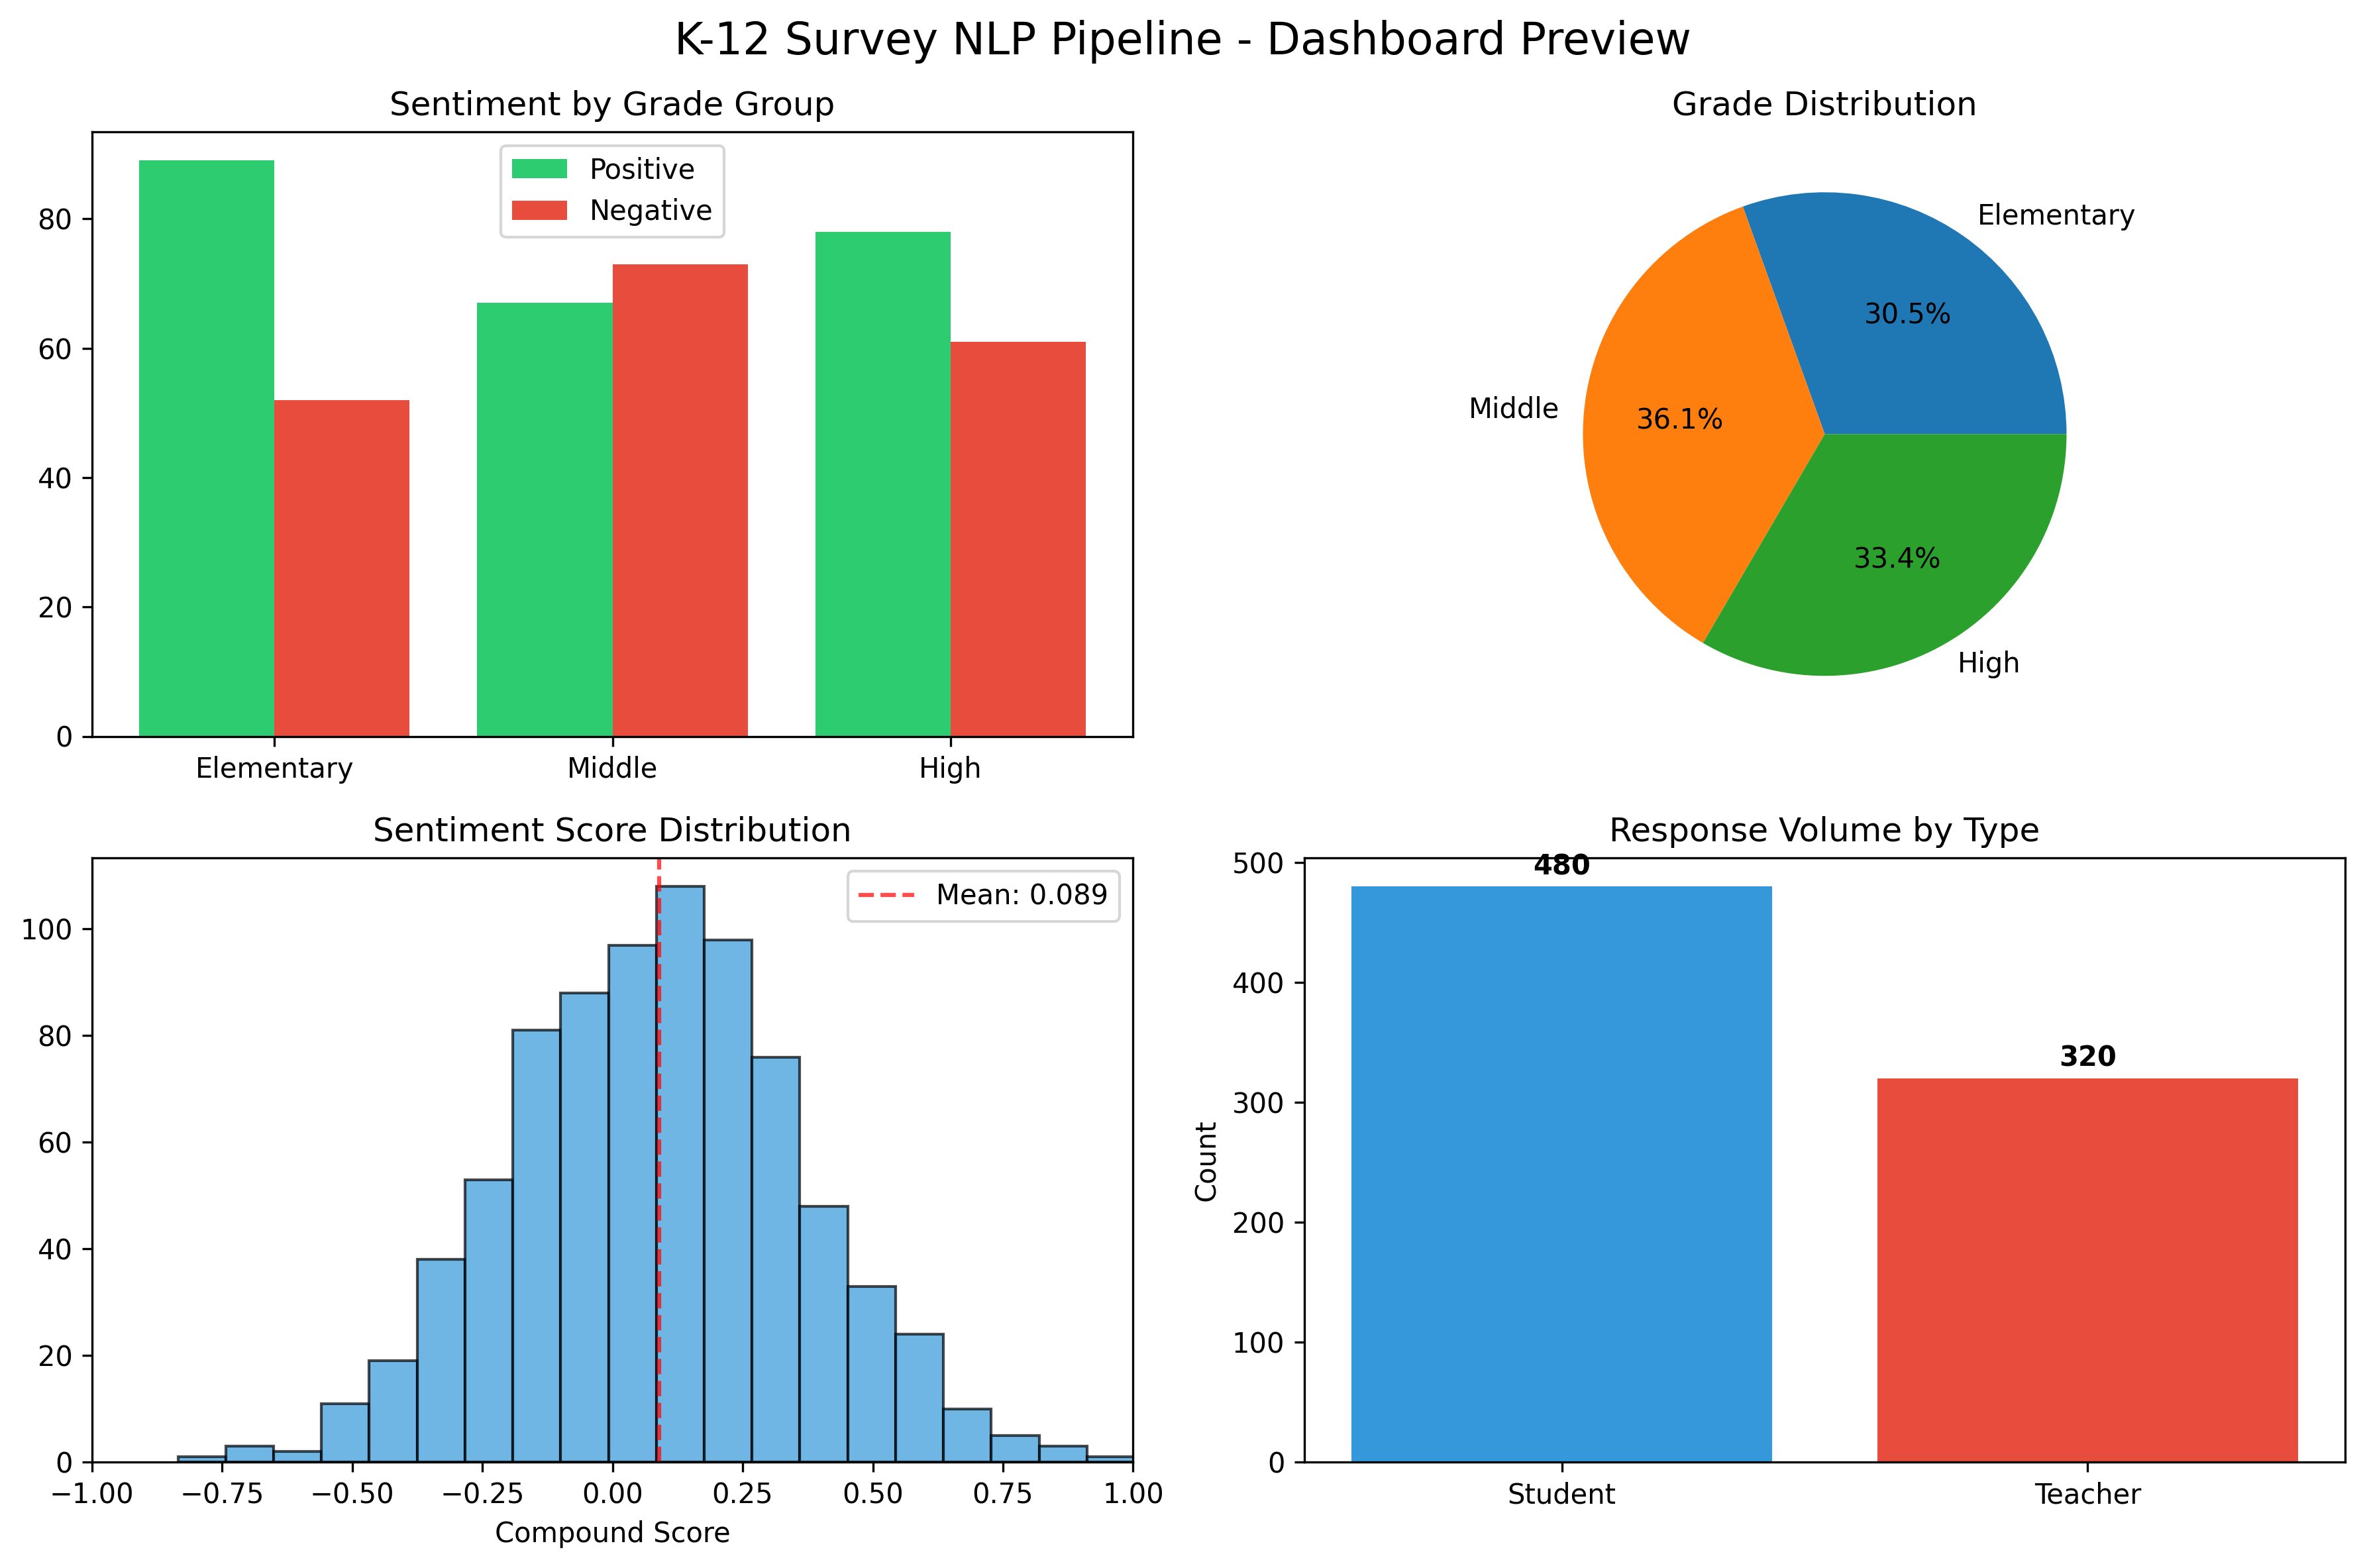 K-12 Survey NLP Pipeline - Dashboard Preview
Sentiment by Grade Group
Positive
Negative
80
60
40
20
0
Elementary
Middle
High
Grade Distribution
Elementary
30.5%
Middle
36.1%
33.4%
High
Sentiment Score Distribution
Mean: 0.089
100
80
60
40
20
0
−1.00
−0.75
−0.50
−0.25
0.00
0.25
0.50
0.75
1.00
Compound Score
Response Volume by Type
500
400
300
200
100
0
Count
480
320
Student
Teacher